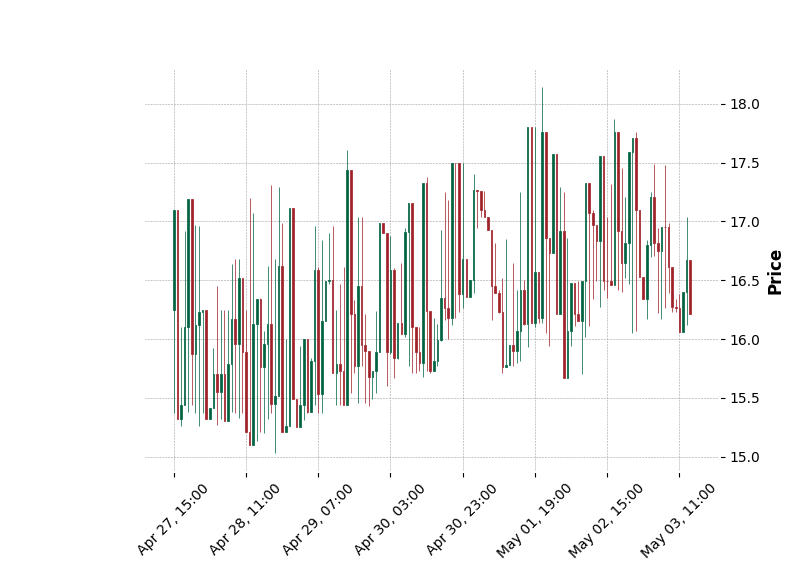 18.0
17.5
17.0
16.5
16.0
15.5
15.0
Price
Apr 27, 15:00
Apr 28, 11:00
Apr 29, 07:00
Apr 30, 03:00
Apr 30, 23:00
May 01, 19:00
May 02, 15:00
May 03, 11:00